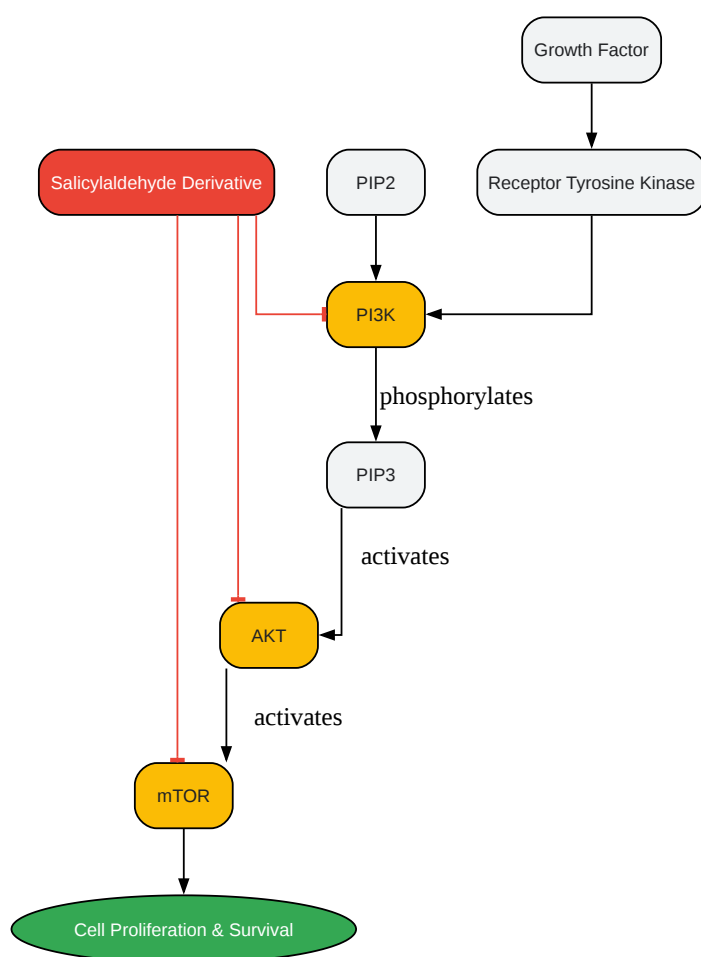 Growth Factor
Salicylaldehyde Derivative
PIP2
Receptor Tyrosine Kinase
PI3K
phosphorylates
PIP3
activates
AKT
activates
mTOR
Cell Proliferation & Survival